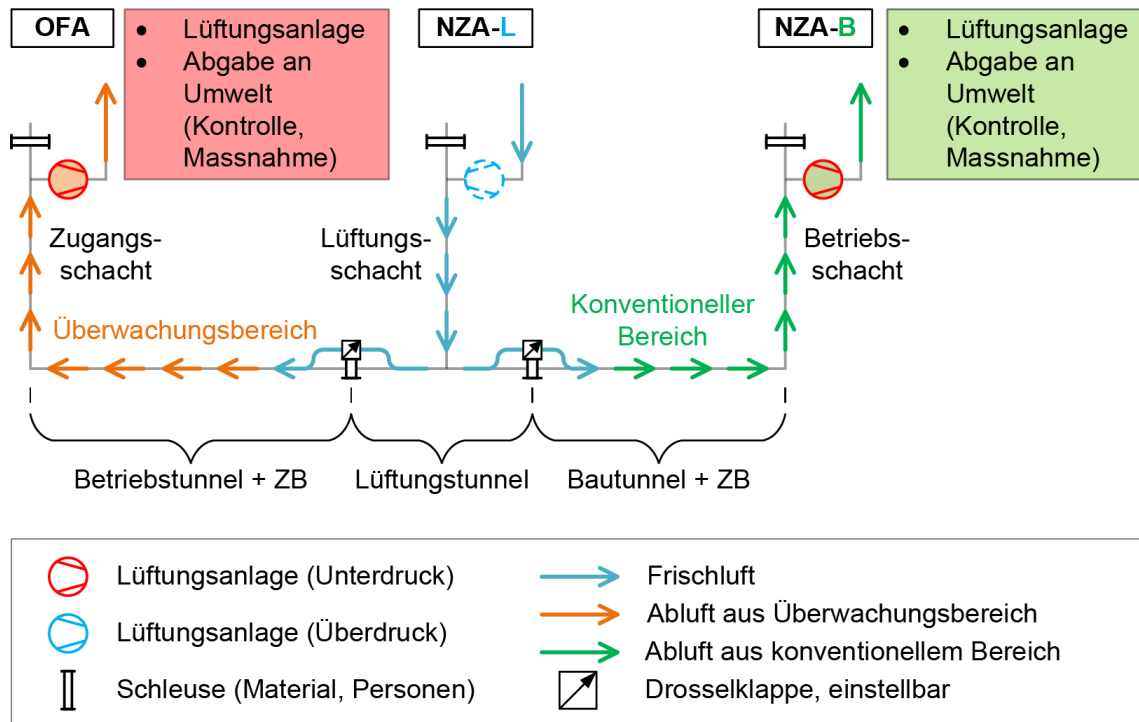 OFA
• Lüftungsanlage
• Abgabe an
Umwelt
(Kontrolle,
Massnahme)
NZA-L
NZA-B
• Lüftungsanlage
• Abgabe an
Umwelt
(Kontrolle,
Massnahme)
Zugangs-
schacht
Lüftungs-
schacht
Betriebs-
schacht
Überwachungsbereich
Konventioneller
Bereich
Betriebstunnel + ZB
Lüftungstunnel
Bautunnel + ZB
Lüftungsanlage (Unterdruck)
Lüftungsanlage (Überdruck)
Schleuse (Material, Personen)
Frischluft
Abluft aus Überwachungsbereich
Abluft aus konventionellem Bereich
Drosselklappe, einstellbar